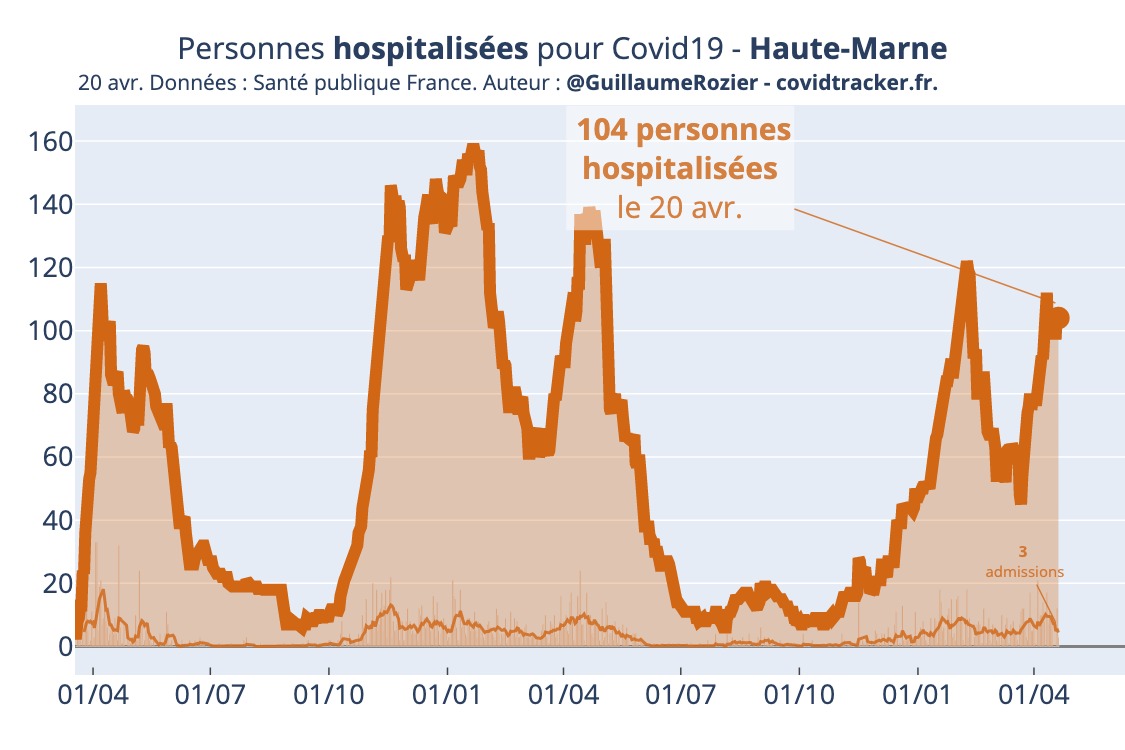 Personnes hospitalisées pour Covid19 - Haute-Marne
20 avr. Données : Santé publique France. Auteur : @GuillaumeRozier - covidtracker.fr.
104 personnes
hospitalisées
le 20 avr.
160
140
120
100
80
60
40
20
0
3
admissions
01/04 01/07 01/10 01/01 01/04 01/07 01/10 01/01 01/04